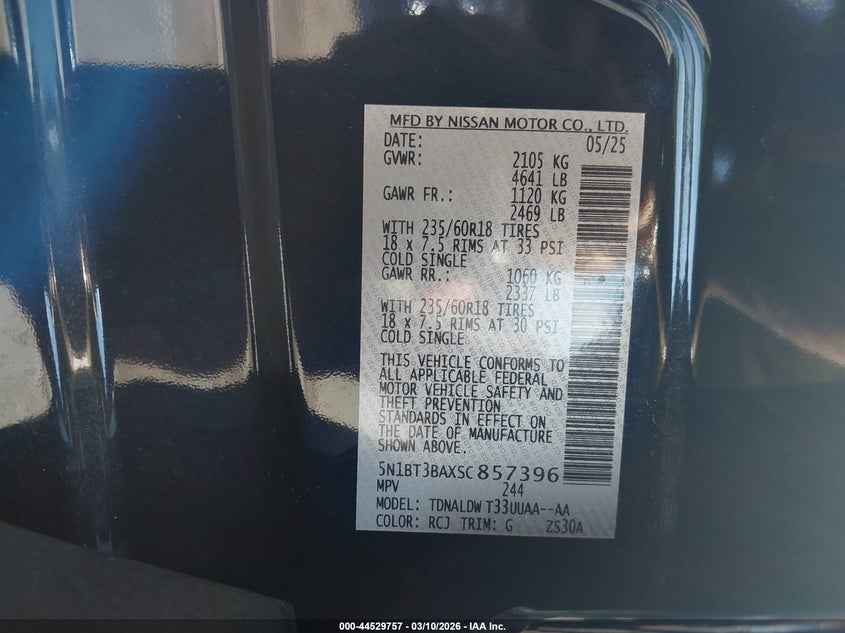 MFD BY NISSAN MOTOR CO., LTD.
DATE: 05/25
GVWR: 2105 KG
4641 LB
GAWR FR.: 1120 KG
2469 LB
WITH 235/60R18 TIRES
18 x 7.5 RIMS AT 33 PSI
COLD SINGLE
GAWR RR.: 1060 KG
2337 LB
WITH 235/60R18 TIRES
18 x 7.5 RIMS AT 30 PSI
COLD SINGLE
THIS VEHICLE CONFORMS TO
ALL APPLICABLE FEDERAL
MOTOR VEHICLE SAFETY AND
THEFT PREVENTION
STANDARDS IN EFFECT ON
THE DATE OF MANUFACTURE
SHOWN ABOVE.
5N1BT3BAXSC857396
MPV 244
MODEL: TDNALDW T33UUAA--AA
COLOR: RCJ TRIM: G ZS30A
000-44529757 - 03/10/2026 - IAA Inc.